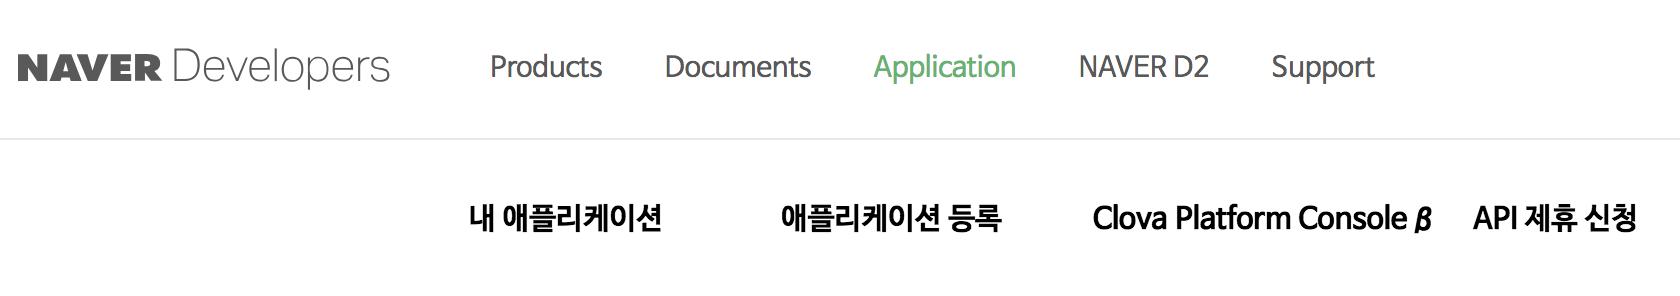 NAVER Developers Products Documents Application NAVER D2 Support
내 애플리케이션 애플리케이션 등록 Clova Platform Console β API 제휴 신청